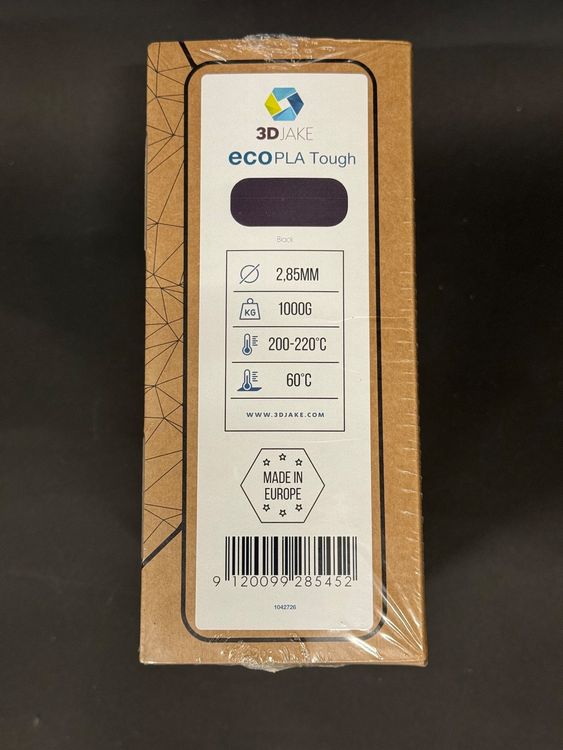 3DJAKE
ecoPLA Tough
Black
2,85MM
KG 1000G
200-220°C
60°C
WWW.3DJAKE.COM
MADE IN
EUROPE
9 120099 285452
1042726